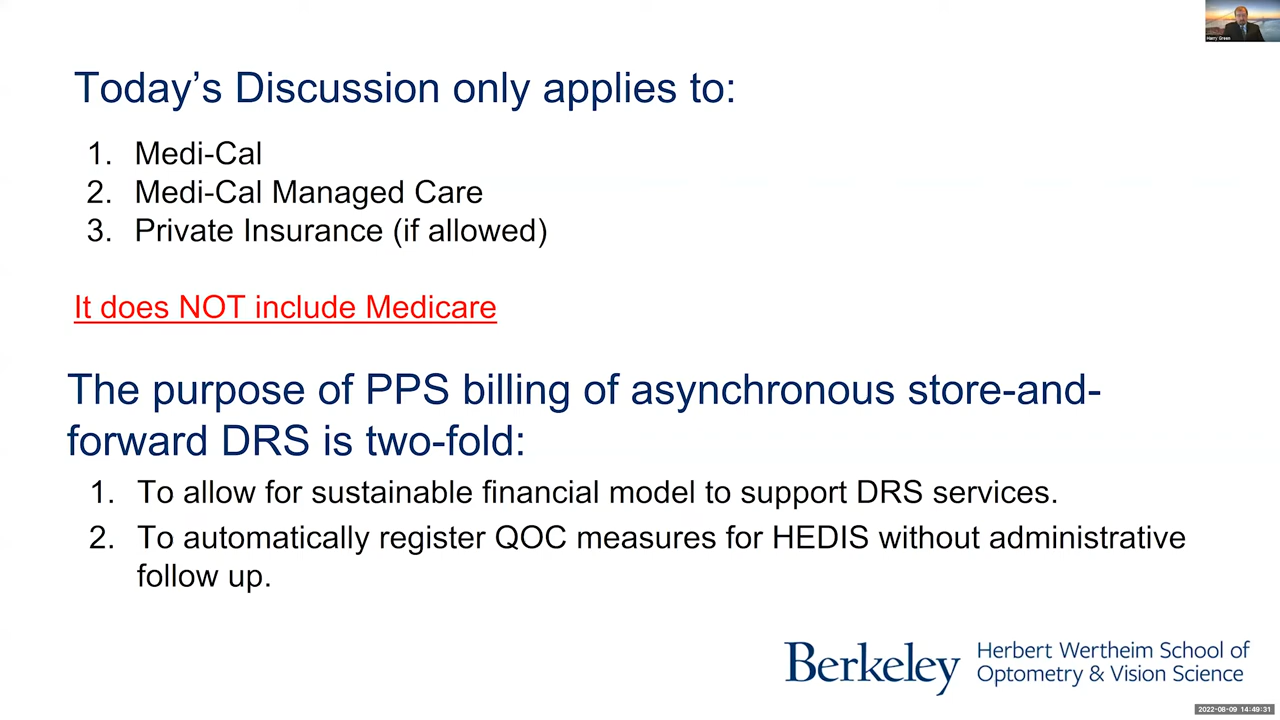 Today's Discussion only applies to:
1. Medi-Cal
2. Medi-Cal Managed Care
3. Private Insurance (if allowed)
It does NOT include Medicare
The purpose of PPS billing of asynchronous store-and-
forward DRS is two-fold:
1. To allow for sustainable financial model to support DRS services.
2. To automatically register QOC measures for HEDIS without administrative
follow up.
Berkeley
Herbert Wertheim School of
Optometry & Vision Science
Harry Green
2022-08-09 14:49:31